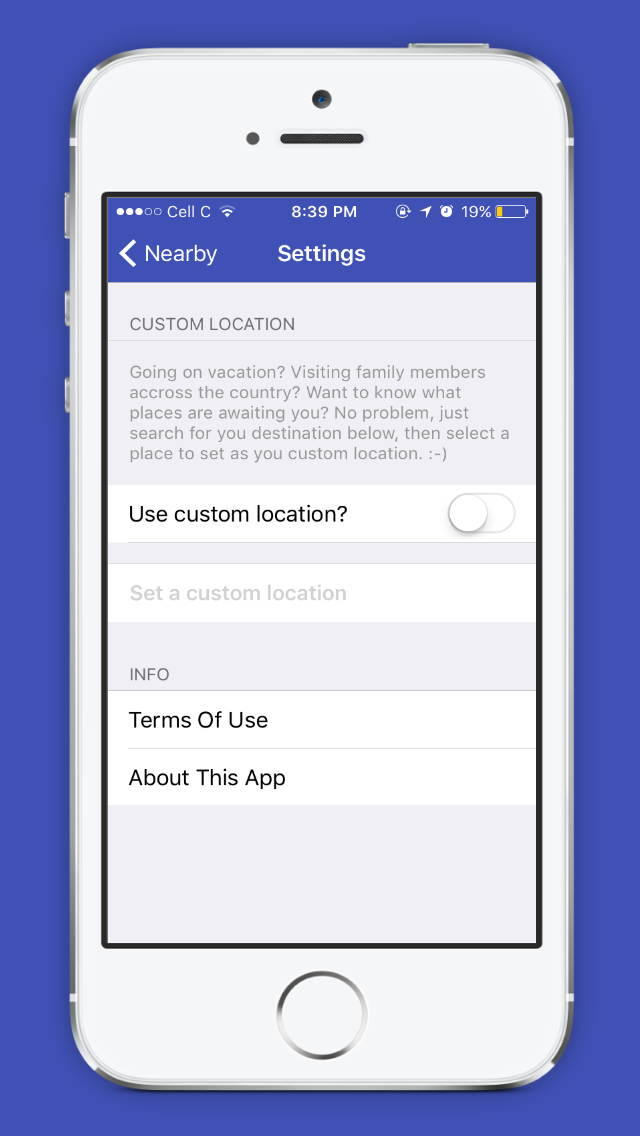 Cell C 8:39 PM 19%
Nearby Settings
CUSTOM LOCATION
Going on vacation? Visiting family members
accross the country? Want to know what
places are awaiting you? No problem, just
search for you destination below, then select a
place to set as you custom location. :-)
Use custom location?
Set a custom location
INFO
Terms Of Use
About This App